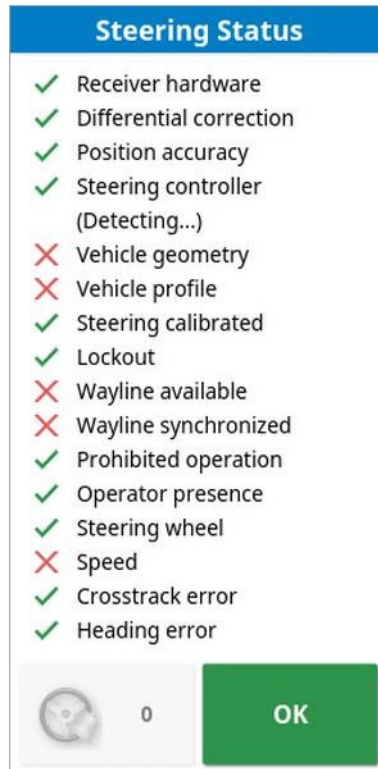 Steering Status
Receiver hardware
Differential correction
Position accuracy
Steering controller
(Detecting...)
Vehicle geometry
Vehicle profile
Steering calibrated
Lockout
Wayline available
Wayline synchronized
Prohibited operation
Operator presence
Steering wheel
Speed
Crosstrack error
Heading error
0
OK